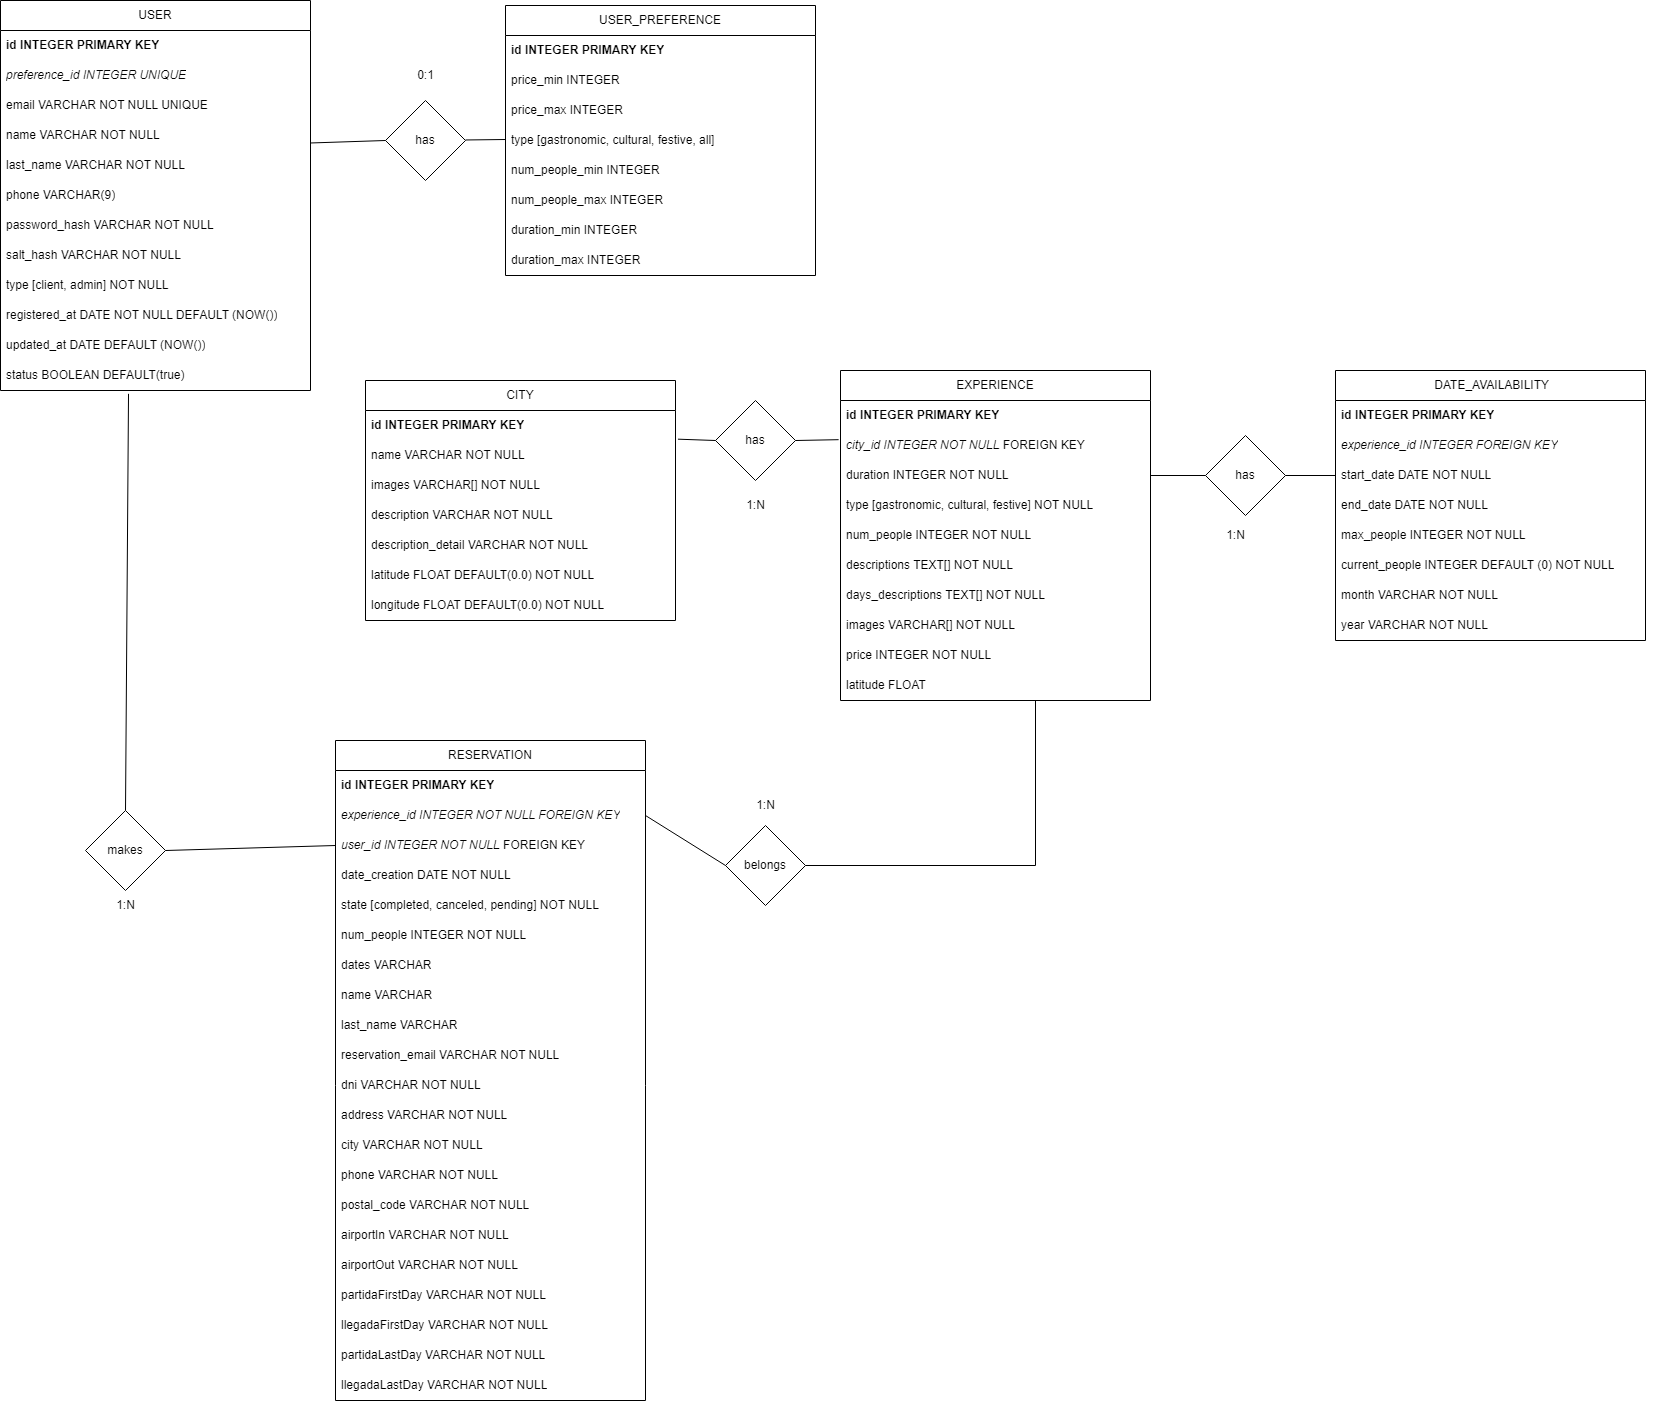 USER
id INTEGER PRIMARY KEY
preference_id INTEGER UNIQUE
email VARCHAR NOT NULL UNIQUE
name VARCHAR NOT NULL
last_name VARCHAR NOT NULL
phone VARCHAR(9)
password_hash VARCHAR NOT NULL
salt_hash VARCHAR NOT NULL
type [client, admin] NOT NULL
registered_at DATE NOT NULL DEFAULT (NOW())
updated_at DATE DEFAULT (NOW())
status BOOLEAN DEFAULT(true)
0:1
has
USER_PREFERENCE
id INTEGER PRIMARY KEY
price_min INTEGER
price_max INTEGER
type [gastronomic, cultural, festive, all]
num_people_min INTEGER
num_people_max INTEGER
duration_min INTEGER
duration_max INTEGER
CITY
id INTEGER PRIMARY KEY
name VARCHAR NOT NULL
images VARCHAR[] NOT NULL
description VARCHAR NOT NULL
description_detail VARCHAR NOT NULL
latitude FLOAT DEFAULT(0.0) NOT NULL
longitude FLOAT DEFAULT(0.0) NOT NULL
has
1:N
EXPERIENCE
id INTEGER PRIMARY KEY
city_id INTEGER NOT NULL FOREIGN KEY
duration INTEGER NOT NULL
type [gastronomic, cultural, festive] NOT NULL
num_people INTEGER NOT NULL
descriptions TEXT[] NOT NULL
days_descriptions TEXT[] NOT NULL
images VARCHAR[] NOT NULL
price INTEGER NOT NULL
latitude FLOAT
has
1:N
DATE_AVAILABILITY
id INTEGER PRIMARY KEY
experience_id INTEGER FOREIGN KEY
start_date DATE NOT NULL
end_date DATE NOT NULL
max_people INTEGER NOT NULL
current_people INTEGER DEFAULT (0) NOT NULL
month VARCHAR NOT NULL
year VARCHAR NOT NULL
makes
1:N
RESERVATION
id INTEGER PRIMARY KEY
experience_id INTEGER NOT NULL FOREIGN KEY
user_id INTEGER NOT NULL FOREIGN KEY
date_creation DATE NOT NULL
state [completed, canceled, pending] NOT NULL
num_people INTEGER NOT NULL
dates VARCHAR
name VARCHAR
last_name VARCHAR
reservation_email VARCHAR NOT NULL
dni VARCHAR NOT NULL
address VARCHAR NOT NULL
city VARCHAR NOT NULL
phone VARCHAR NOT NULL
postal_code VARCHAR NOT NULL
airportIn VARCHAR NOT NULL
airportOut VARCHAR NOT NULL
partidaFirstDay VARCHAR NOT NULL
llegadaFirstDay VARCHAR NOT NULL
partidaLastDay VARCHAR NOT NULL
llegadaLastDay VARCHAR NOT NULL
1:N
belongs